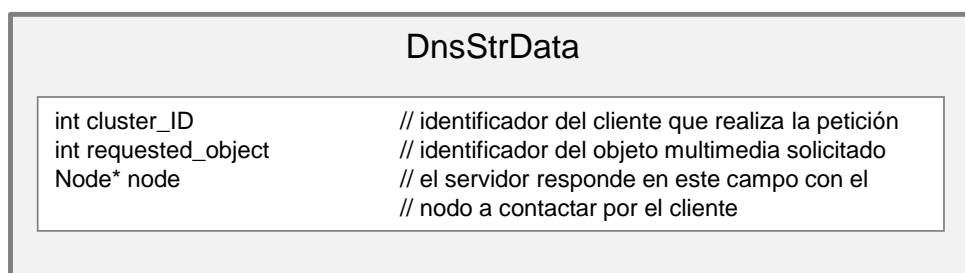 DnsStrData
int cluster_ID // identificador del cliente que realiza la petición
int requested_object // identificador del objeto multimedia solicitado
Node* node // el servidor responde en este campo con el
// nodo a contactar por el cliente